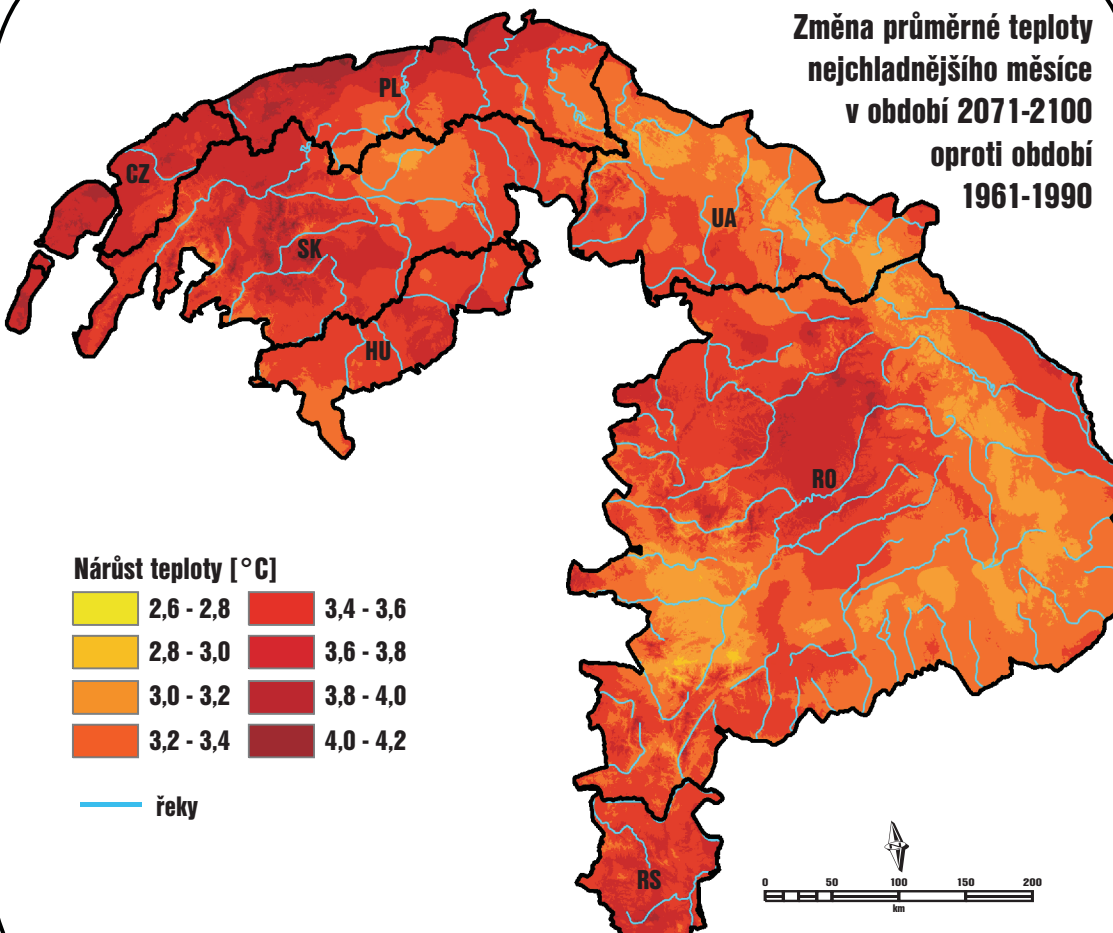 Změna průměrné teploty
nejchladnějšího měsíce
v období 2071-2100
oproti období
1961-1990
PL
CZ
UA
SK
HU
RO
RS
Nárůst teploty [°C]
2,6 - 2,8
2,8 - 3,0
3,0 - 3,2
3,2 - 3,4
3,4 - 3,6
3,6 - 3,8
3,8 - 4,0
4,0 - 4,2
řeky
0 50 100 150 200
km